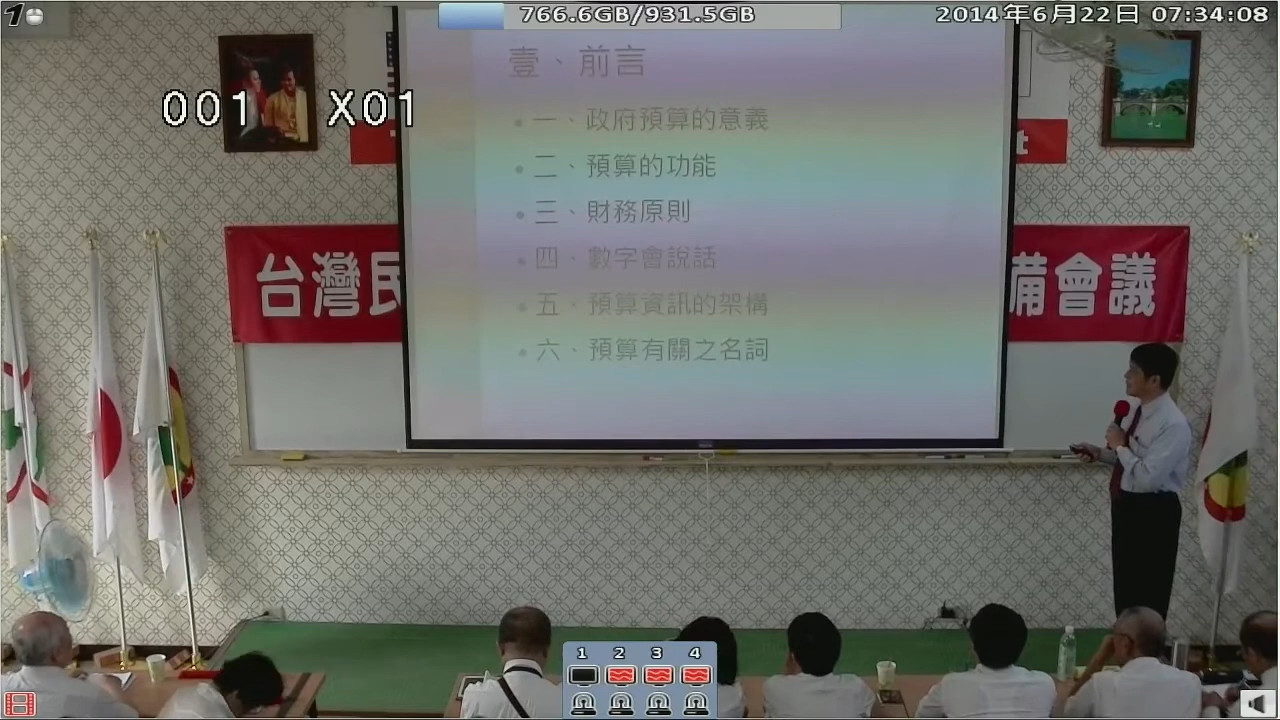 1
766.6GB/931.5GB
2014年6月22日 07:34:08
001 X01
壹、前言
• 一、政府預算的意義
• 二、預算的功能
• 三、財務原則
• 四、數字會說話
• 五、預算資訊的架構
• 六、預算有關之名詞
t
台灣民
備會議
1 2 3 4